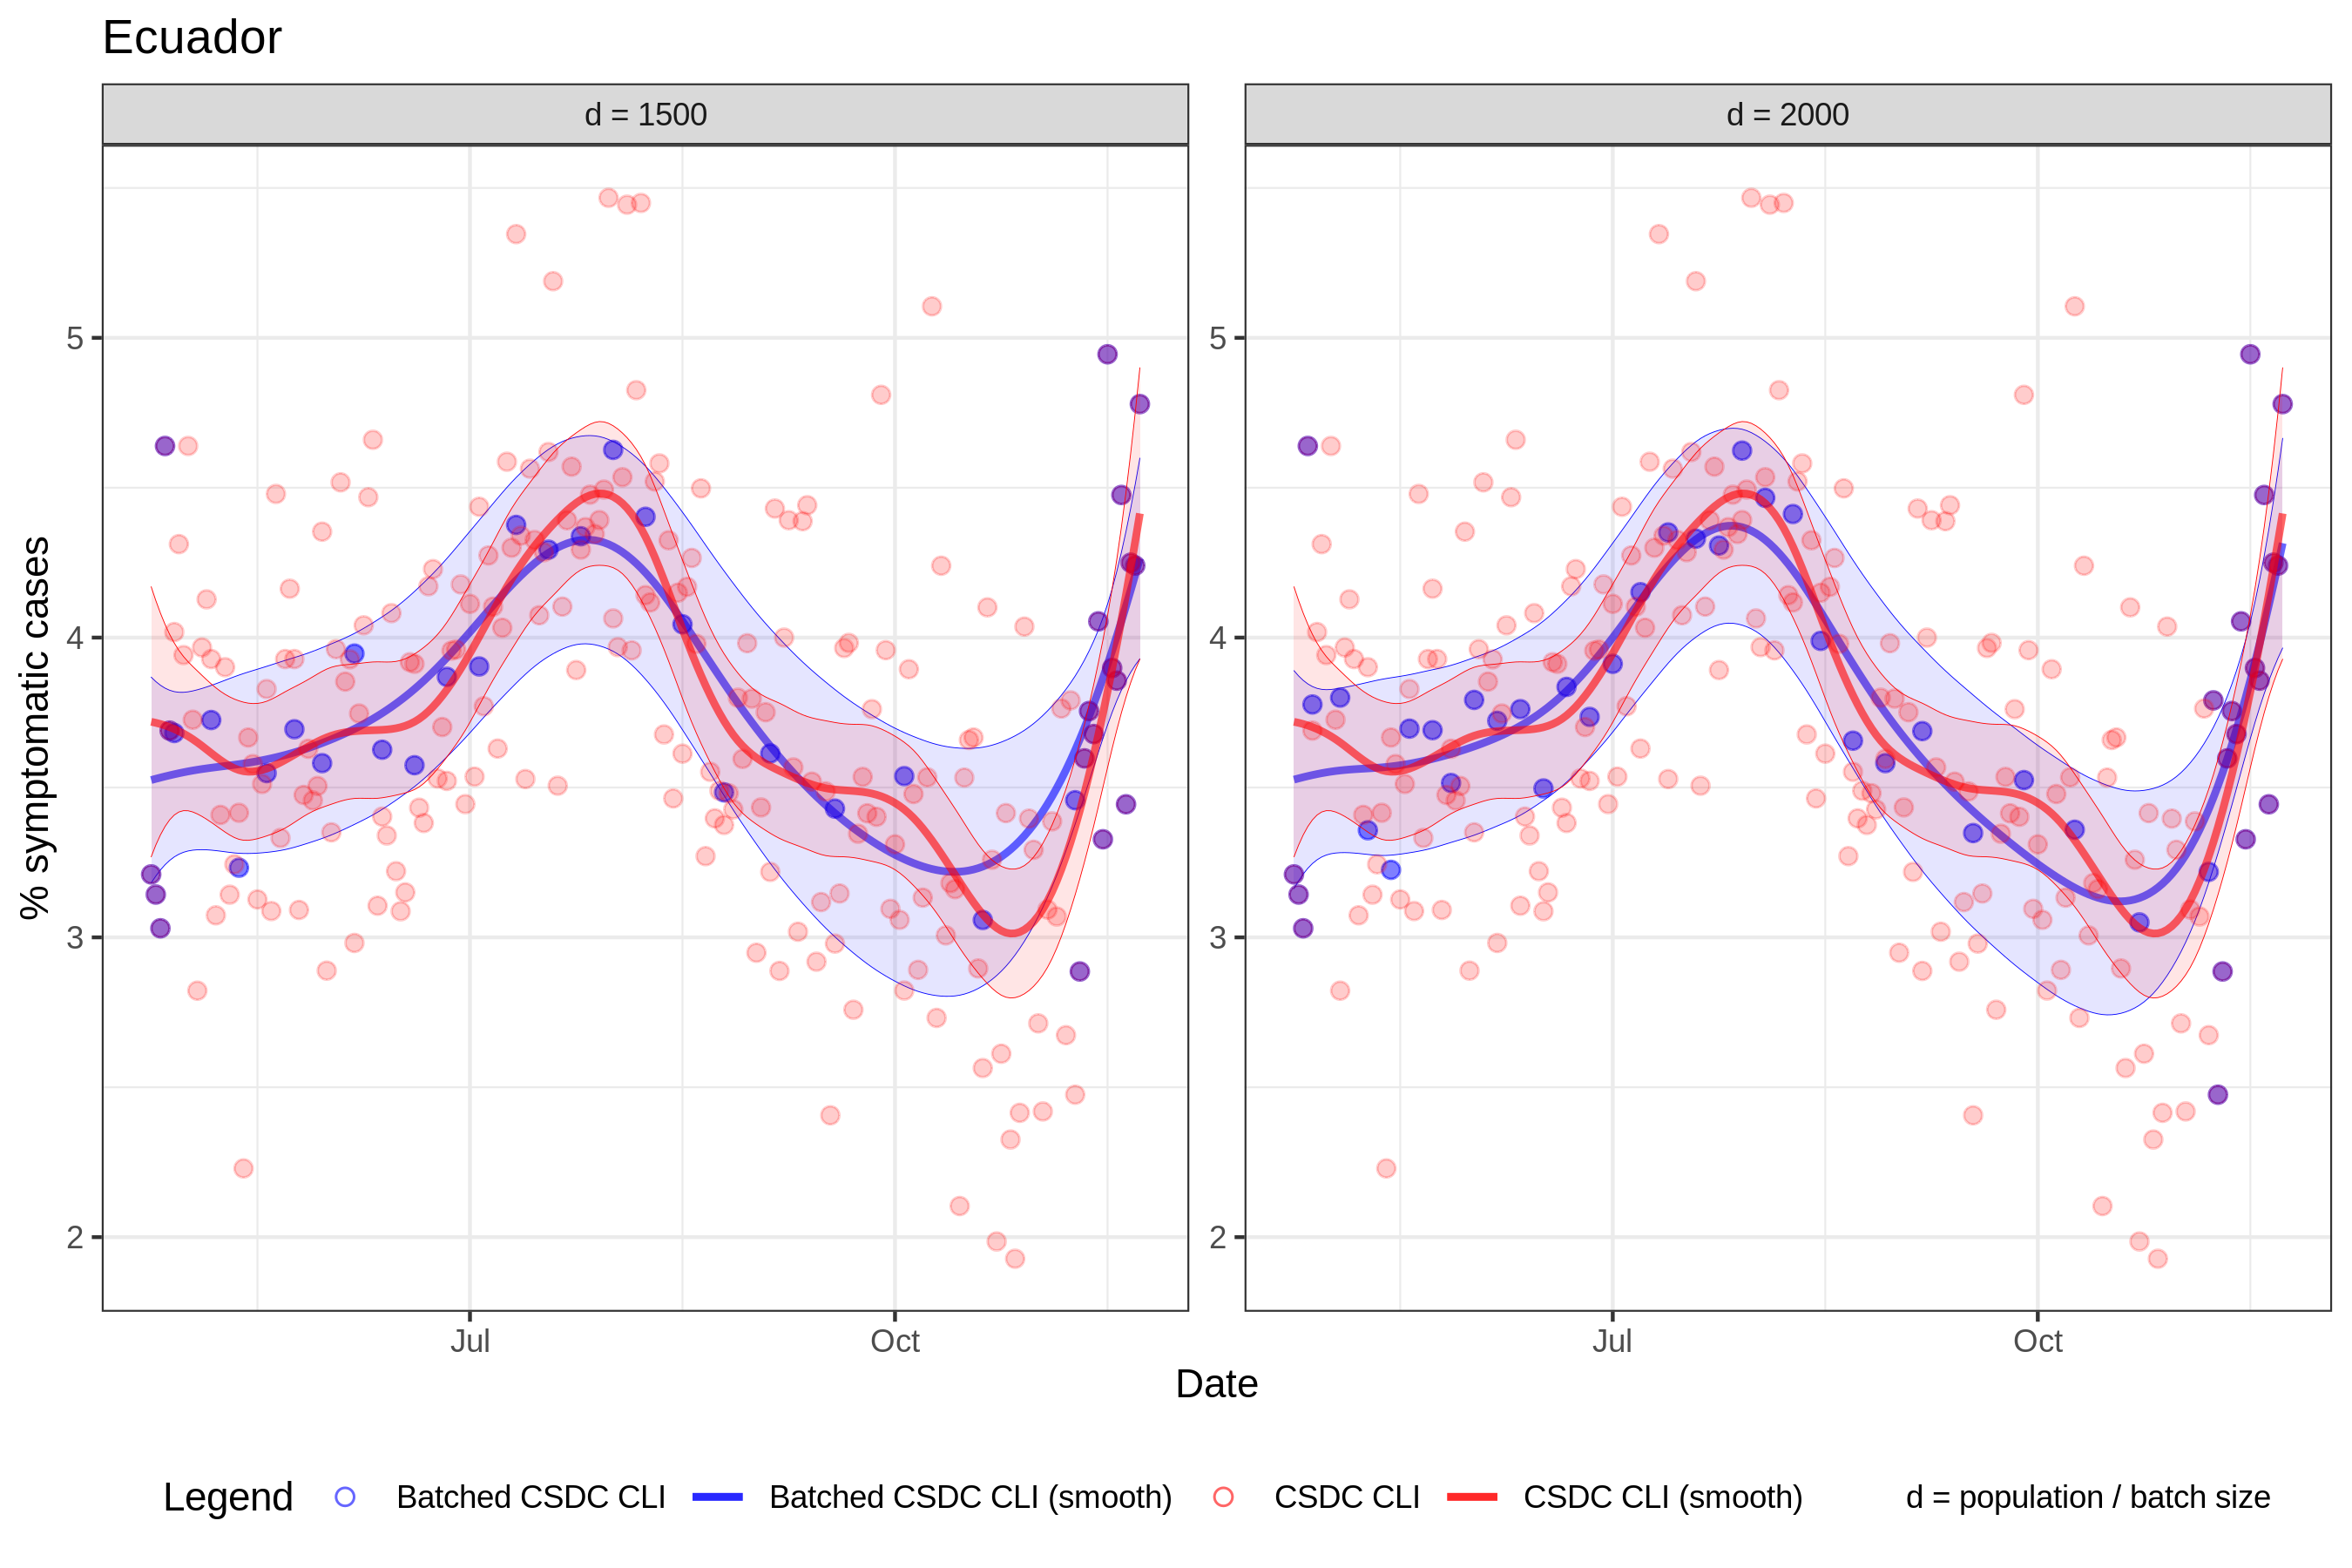 Ecuador
d = 1500
d = 2000
% symptomatic cases
5
4
3
2
5
4
3
2
Jul
Oct
Jul
Oct
Date
Legend
Batched CSDC CLI
Batched CSDC CLI (smooth)
CSDC CLI
CSDC CLI (smooth)
d = population / batch size